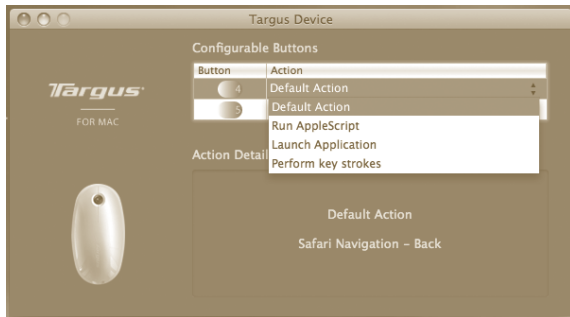 Targus Device
Configurable Buttons
Button Action
4 Default Action
5 Default Action
Run AppleScript
Launch Application
Perform key strokes
Targus
FOR MAC
Action Detail
Default Action
Safari Navigation – Back